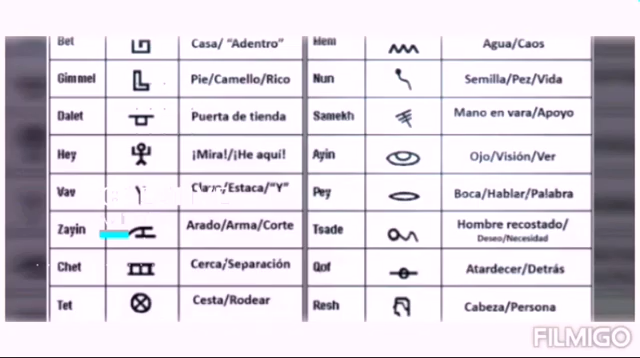 Bet Casa/ “Adentro”
Gimmel Pie/Camello/Rico
Dalet Puerta de tienda
Hey ¡Mira!/¡He aquí!
Vav Clavo/Estaca/“Y”
Zayin Arado/Arma/Corte
Chet Cerca/Separación
Tet Cesta/Rodear
Mem Agua/Caos
Nun Semilla/Pez/Vida
Samekh Mano en vara/Apoyo
Ayin Ojo/Visión/Ver
Pey Boca/Hablar/Palabra
Tsade Hombre recostado/
Deseo/Necesidad
Qof Atardecer/Detrás
Resh Cabeza/Persona
FILMIGO